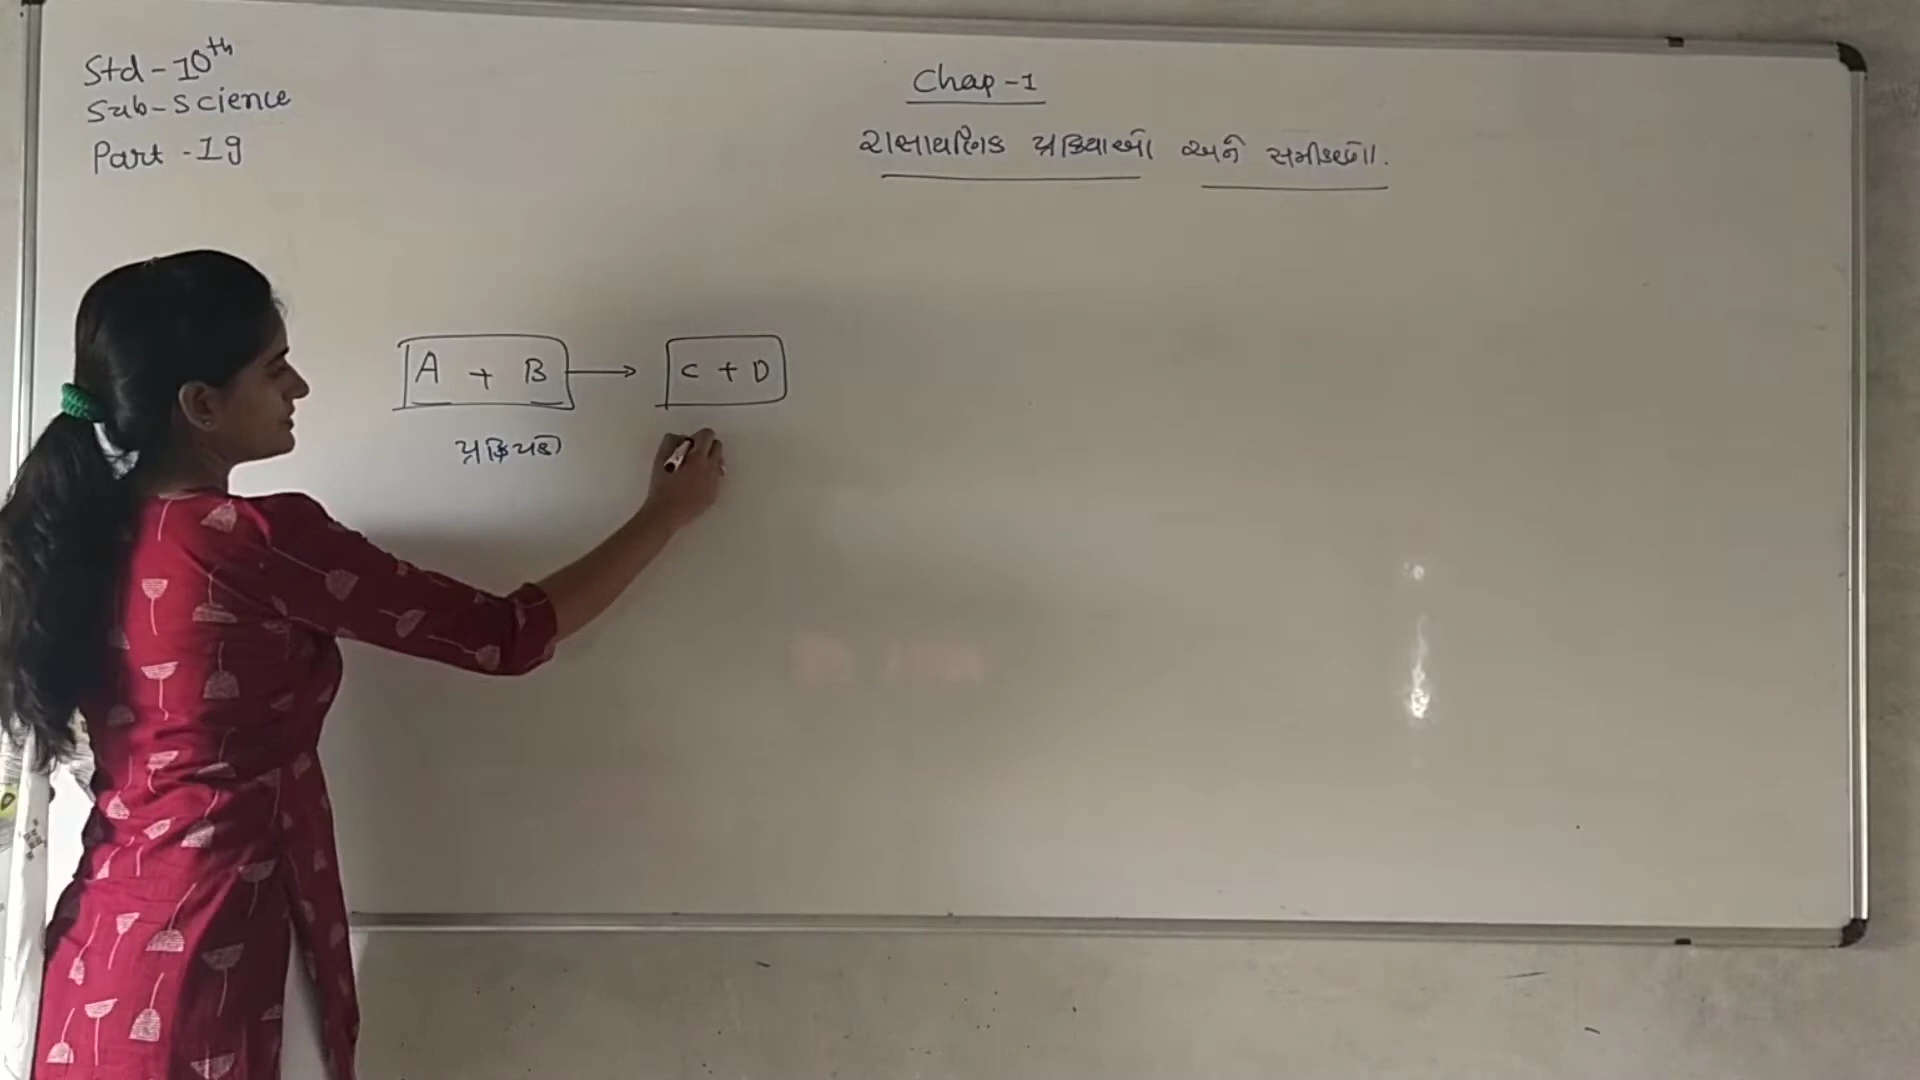 Std - 10th
Sub - Science
Part - 19
Chap - 1
રાસાયણિક પ્રક્રિયાઓ અને સમીકરણો.
A + B → C + D
પ્રક્રિયકો